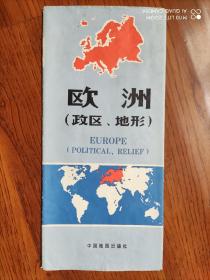 欧洲
(政区、地形)
EUROPE
(POLITICAL, RELIEF)
中国地图出版社